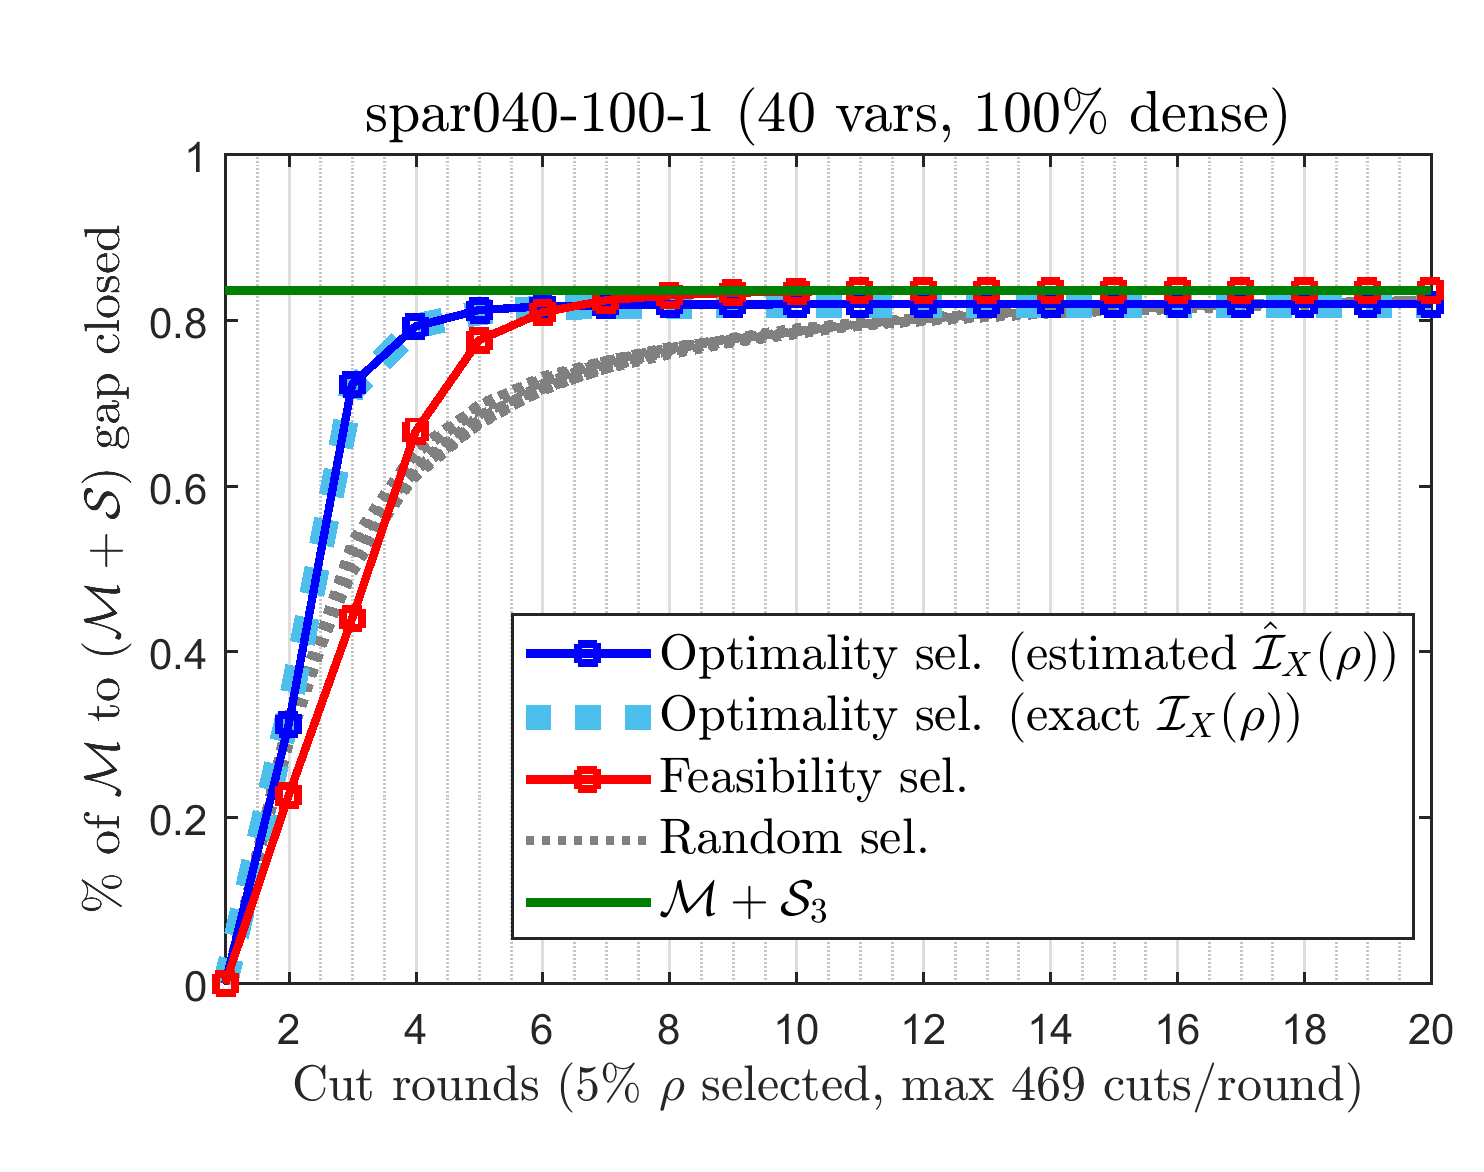 spar040-100-1 (40 vars, 100% dense)
% of ℳ to (ℳ + 𝒮) gap closed
1
0.8
0.6
0.4
0.2
0
Optimality sel. (estimated ℐ̂_X(ρ))
Optimality sel. (exact ℐ_X(ρ))
Feasibility sel.
Random sel.
ℳ + 𝒮₃
2 4 6 8 10 12 14 16 18 20
Cut rounds (5% ρ selected, max 469 cuts/round)